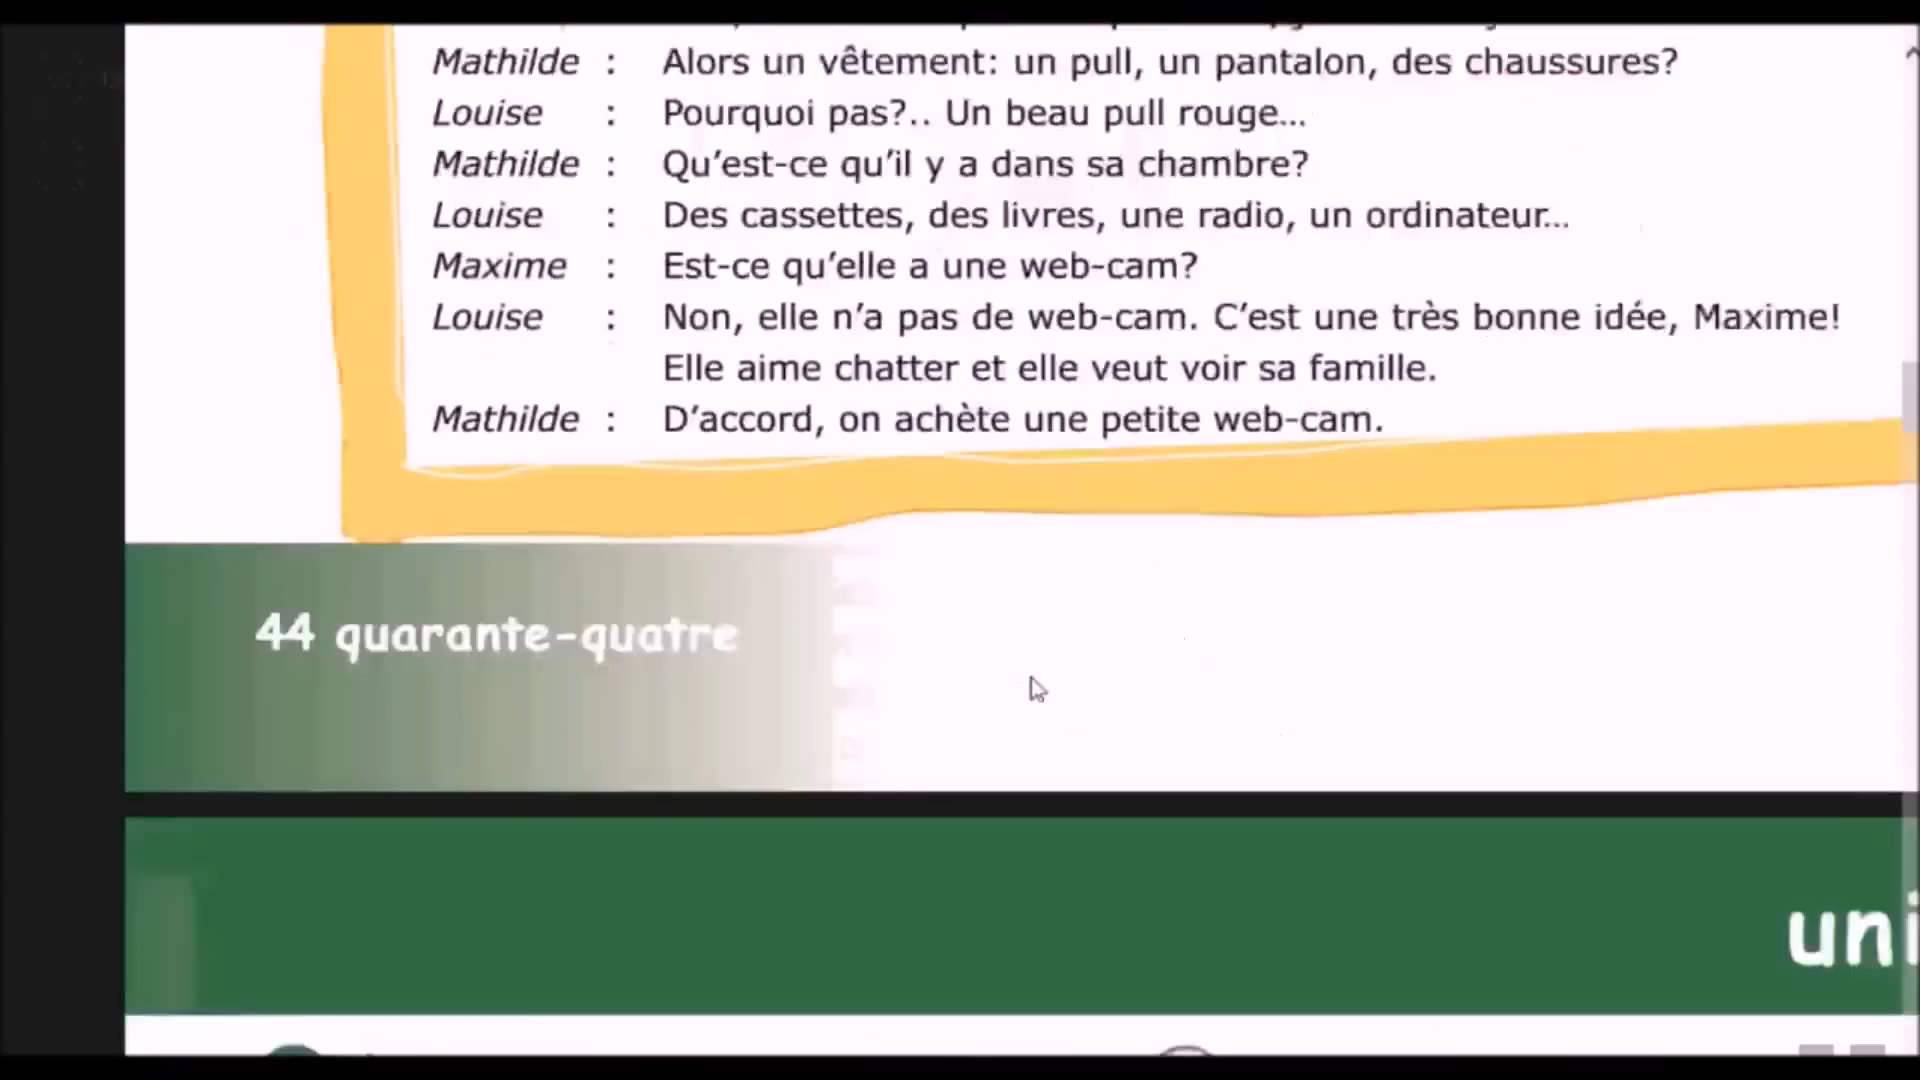 Mathilde : Alors un vêtement: un pull, un pantalon, des chaussures?
Louise : Pourquoi pas?.. Un beau pull rouge...
Mathilde : Qu’est-ce qu’il y a dans sa chambre?
Louise : Des cassettes, des livres, une radio, un ordinateur...
Maxime : Est-ce qu’elle a une web-cam?
Louise : Non, elle n’a pas de web-cam. C’est une très bonne idée, Maxime!
Elle aime chatter et elle veut voir sa famille.
Mathilde : D’accord, on achète une petite web-cam.
44 quarante-quatre